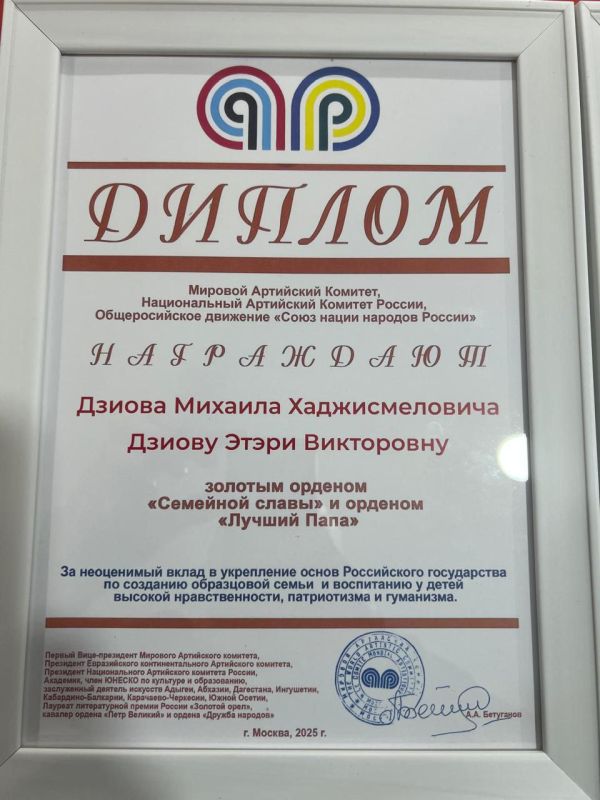 ДИПЛОМ
Мировой Артийский Комитет,
Национальный Артийский Комитет России,
Общеросийское движение «Союз нации народов России»
НАГРАЖДАЮТ
Дзиова Михаила Хаджисмеловича
Дзиову Этэри Викторовну
золотым орденом
«Семейной славы» и орденом
«Лучший Папа»
За неоценимый вклад в укрепление основ Российского государства
по созданию образцовой семьи и воспитанию у детей
высокой нравственности, патриотизма и гуманизма.
Первый Вице-президент Мирового Артийского комитета,
Президент Евразийского континентального Артийского комитета,
Президент Национального Артийского комитета России,
Академик, член ЮНЕСКО по культуре и образованию,
заслуженный деятель искусств Адыгеи, Абхазии, Дагестана, Ингушетии,
Кабардино-Балкарии, Карачаево-Черкесии, Южной Осетии,
Лауреат литературной премии России «Золотой орел»,
кавалер ордена «Петр Великий» и ордена «Дружба народов»
А.А. Бетуганов
г. Москва, 2025 г.